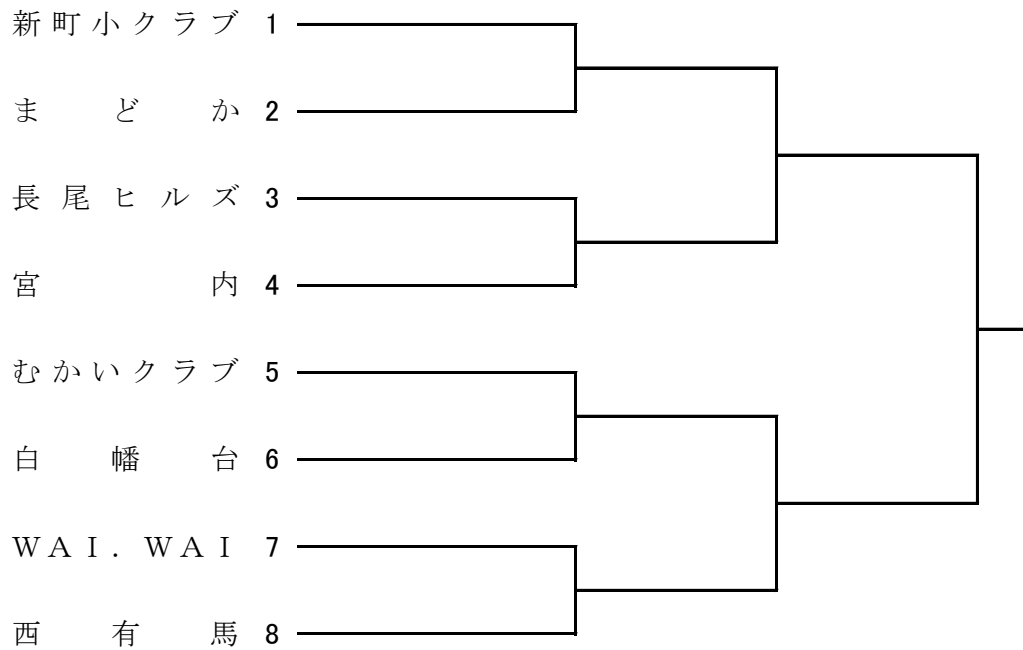 新町小クラブ 1
まどか 2
長尾ヒルズ 3
宮内 4
むかいクラブ 5
白幡台 6
ＷＡＩ．ＷＡＩ 7
西有馬 8